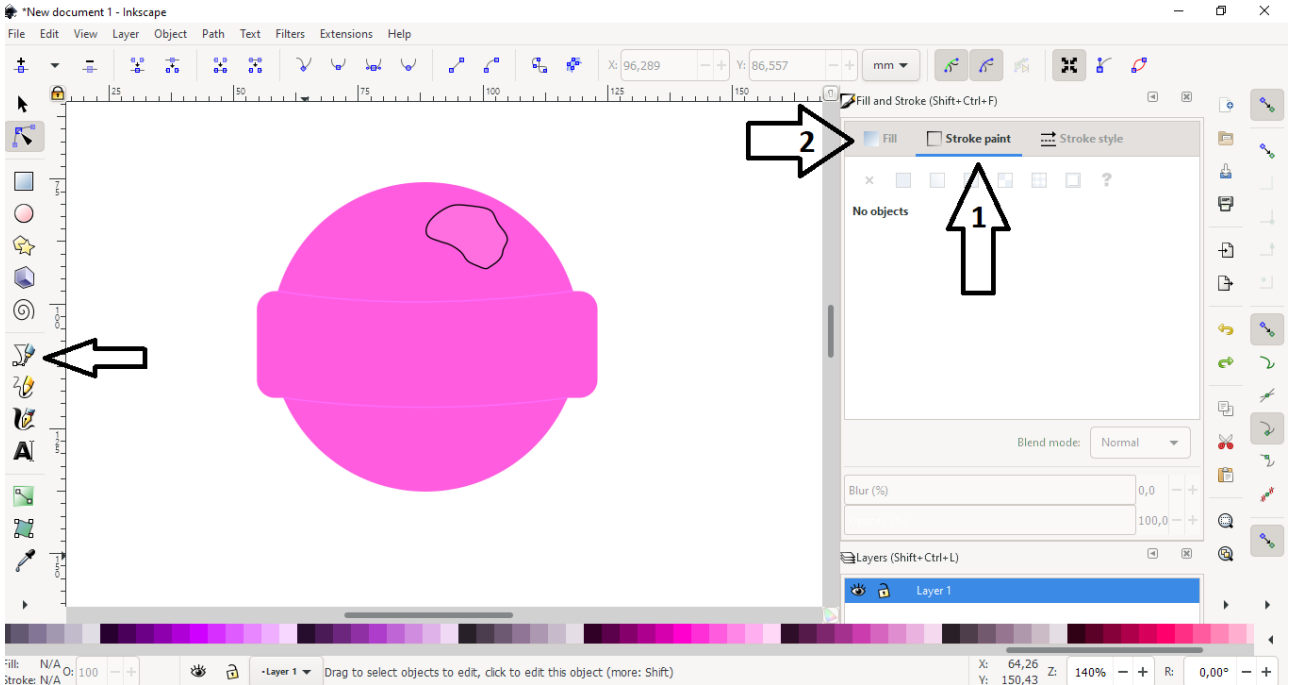 *New document 1 - Inkscape
File Edit View Layer Object Path Text Filters Extensions Help
X: 96,289 − + Y: 86,557 − + mm
25 50 75 100 125 150
Fill and Stroke (Shift+Ctrl+F)
2 Fill Stroke paint Stroke style
× ?
No objects
1
75
100
125
150
A
Blend mode: Normal
Blur (%) 0,0 − +
100,0 − +
Layers (Shift+Ctrl+L)
Layer 1
Fill: N/A
Stroke: N/A
O: 100 − +
•Layer 1
Drag to select objects to edit, click to edit this object (more: Shift)
X: 64,26
Y: 150,43
Z: 140% − + R: 0,00° − +